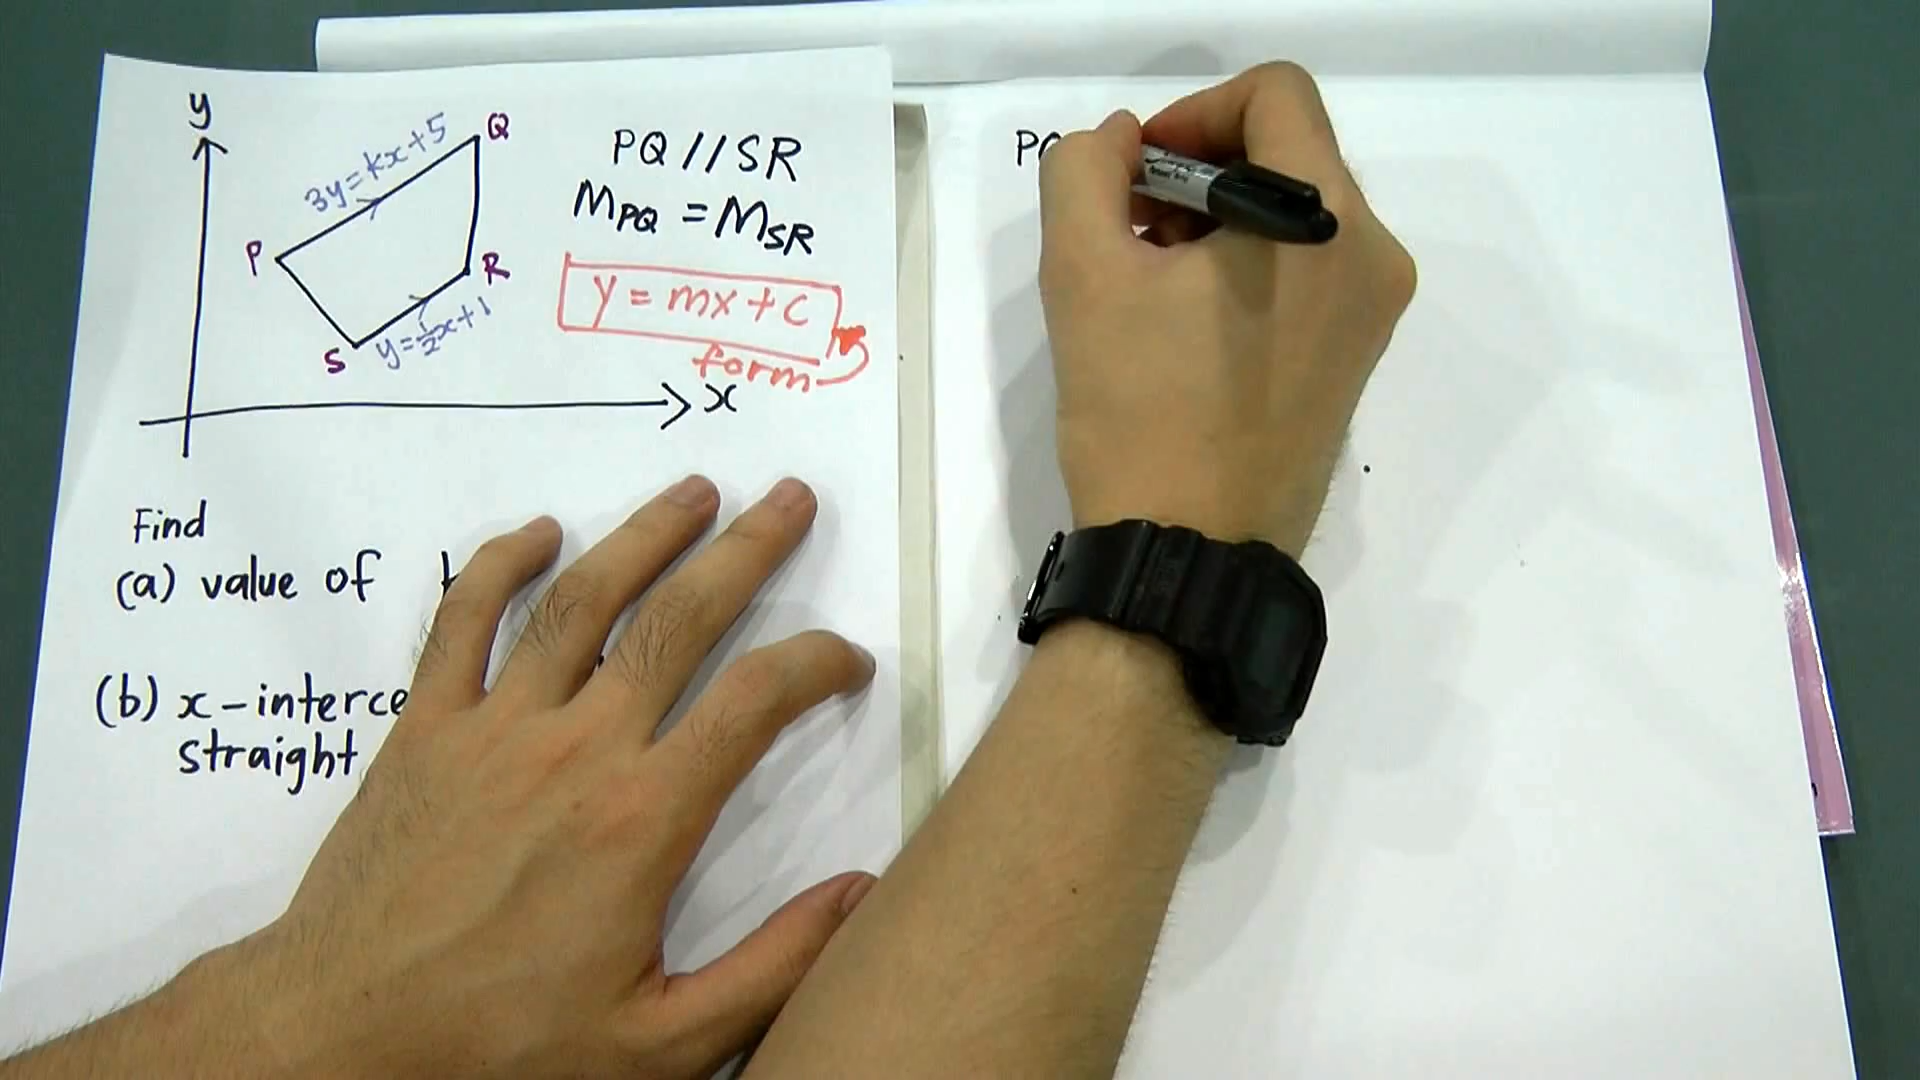 y
3y=kx+5
Q
P
R
S
y=½x+1
x
PQ // SR
MPQ = MSR
y = mx + c
form
Find
(a) value of
(b) x-interce
straight
PQ